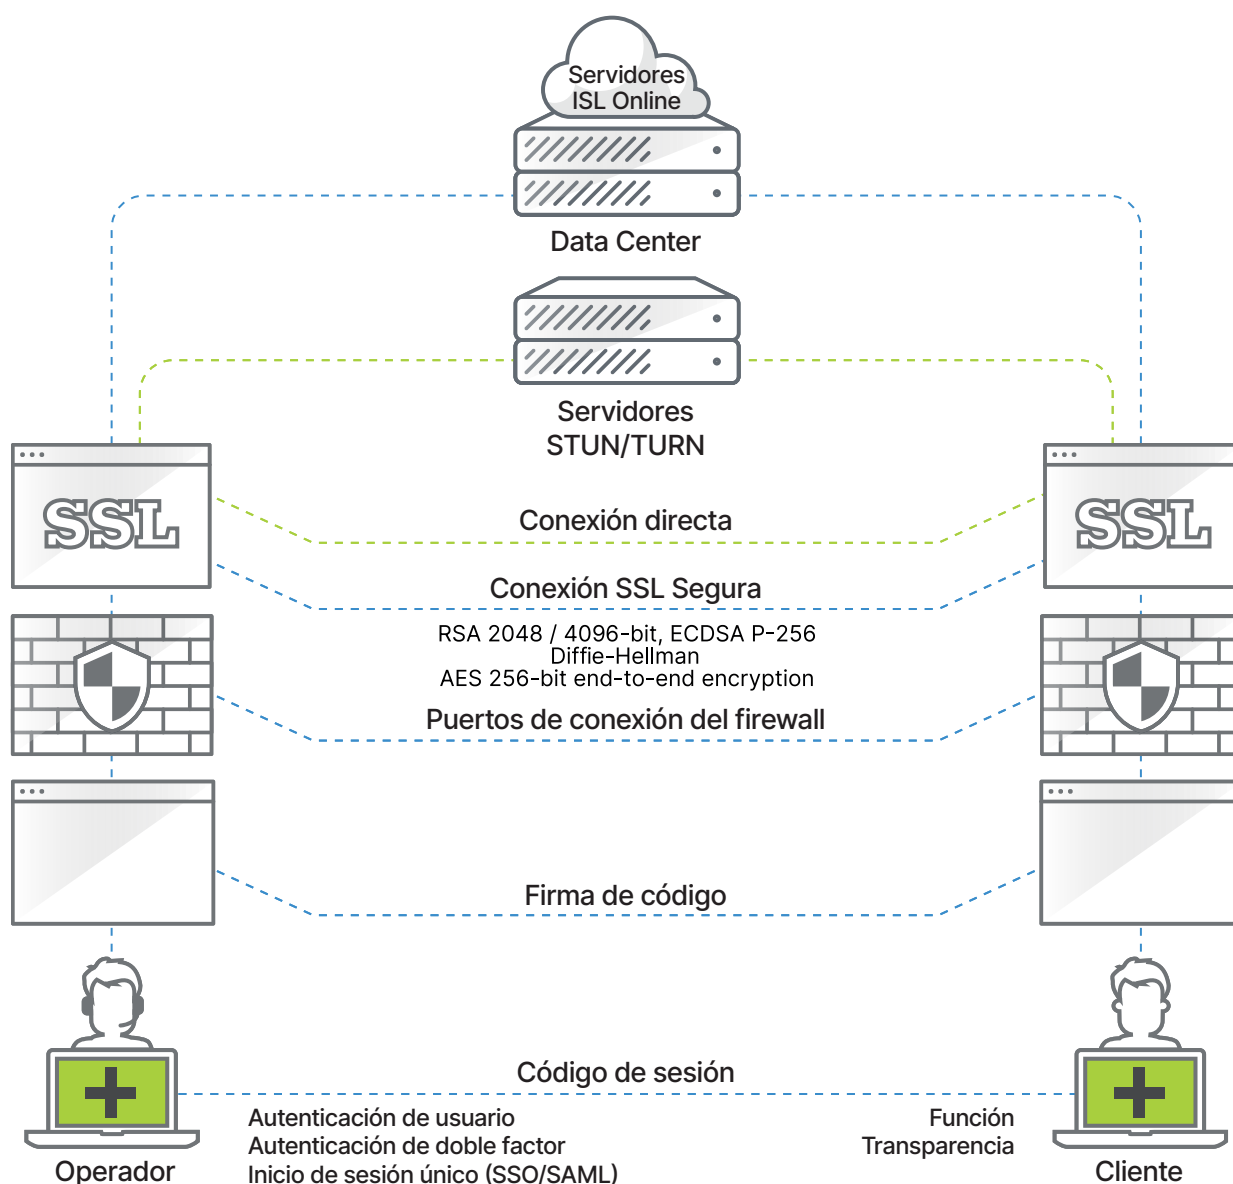 Servidores
ISL Online
Data Center
Servidores
STUN/TURN
SSL
SSL
Conexión directa
Conexión SSL Segura
RSA 2048 / 4096-bit, ECDSA P-256
Diffie-Hellman
AES 256-bit end-to-end encryption
Puertos de conexión del firewall
Firma de código
Código de sesión
Autenticación de usuario
Autenticación de doble factor
Inicio de sesión único (SSO/SAML)
Función
Transparencia
Operador
Cliente